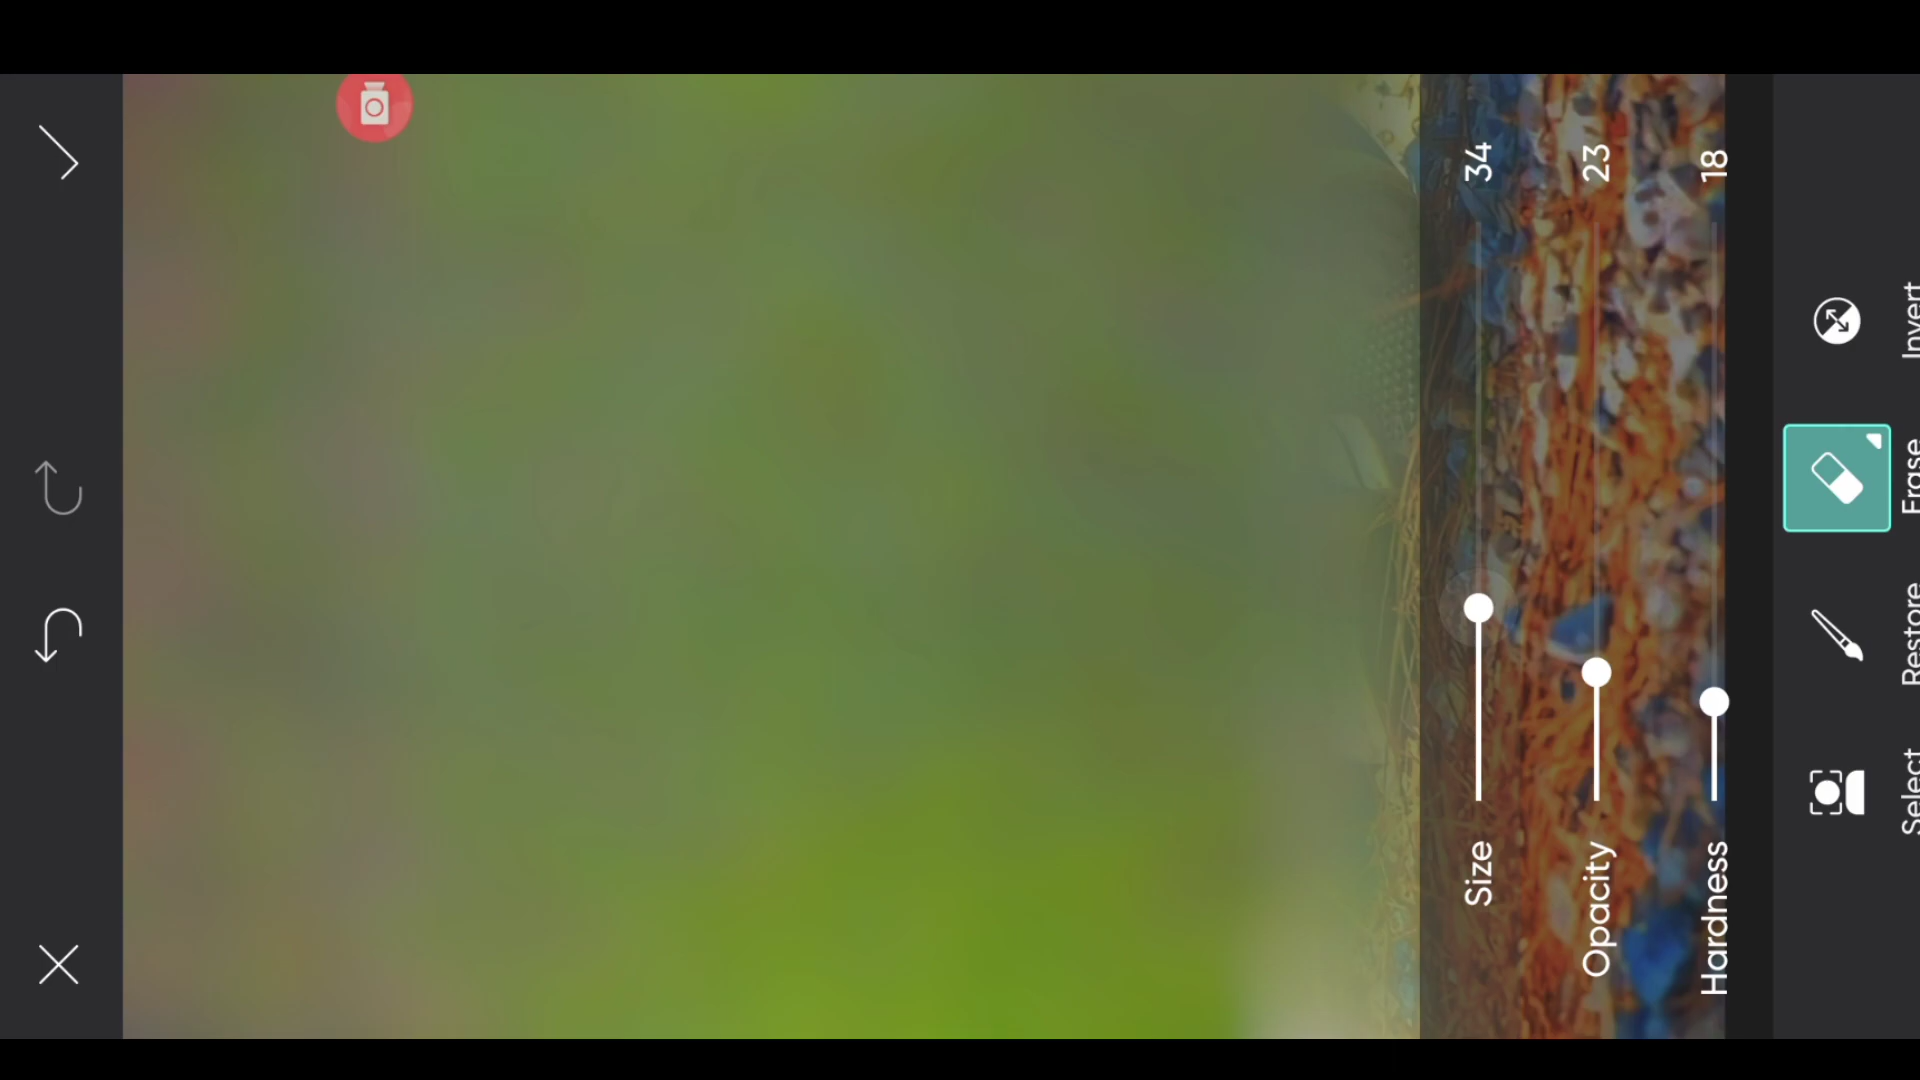 Size 34
Opacity 23
Hardness 18
Select
Restore
Erase
Invert